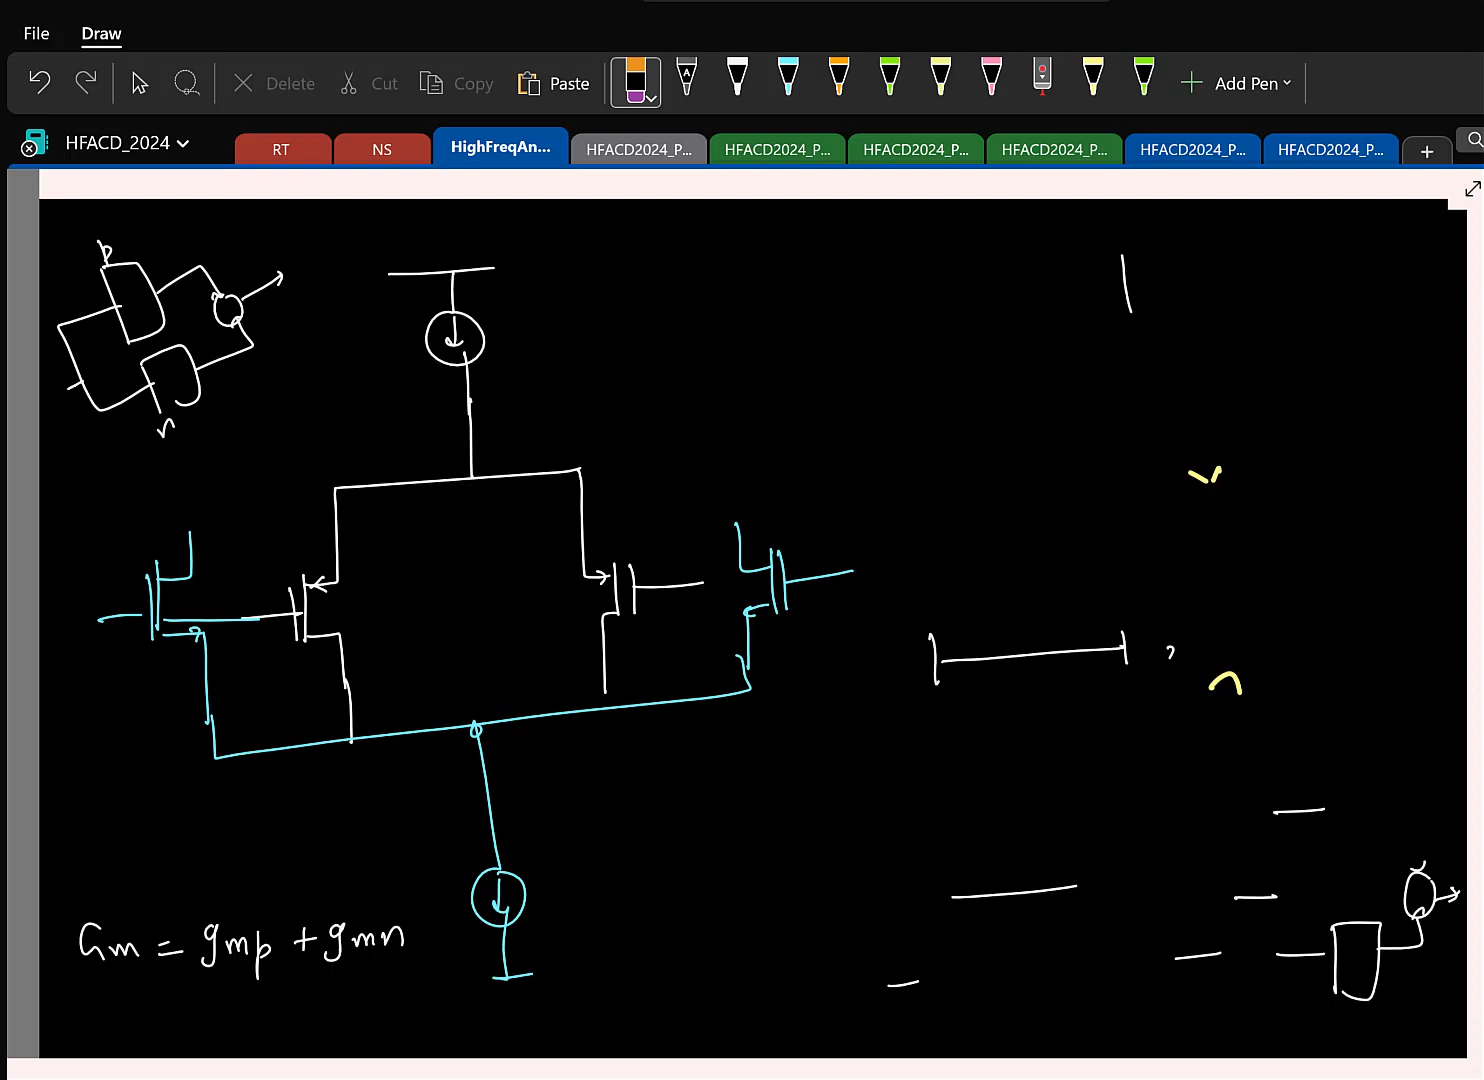 File Draw
Delete Cut Copy Paste Add Pen
HFACD_2024 RT NS HighFreqAn... HFACD2024_P... HFACD2024_P... HFACD2024_P... HFACD2024_P... HFACD2024_P... HFACD2024_P...
p
n
Gm = gmp + gmn